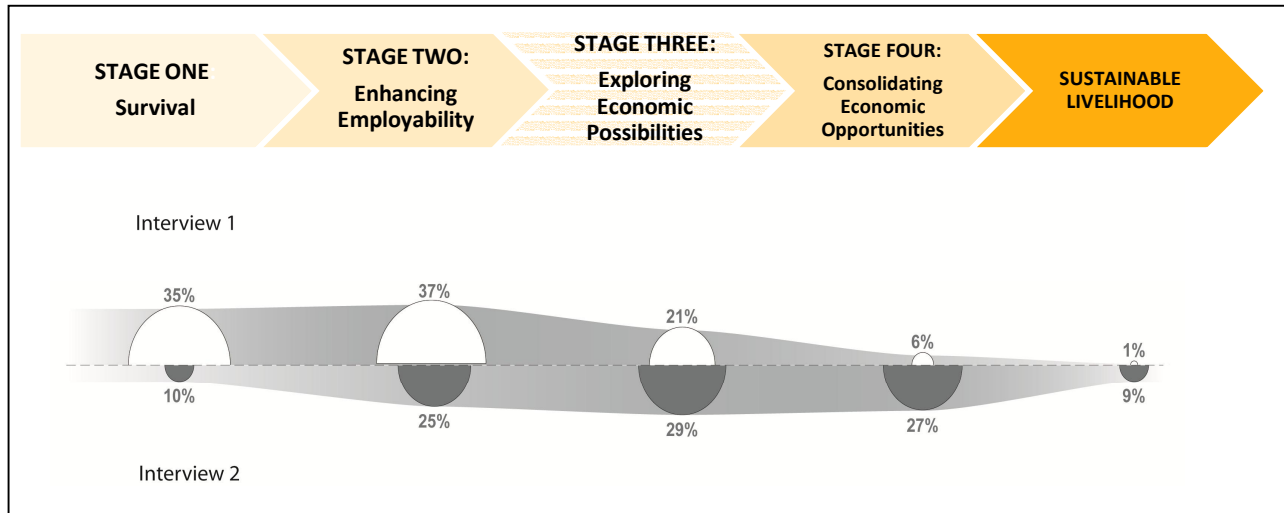 STAGE ONE
Survival
STAGE TWO:
Enhancing
Employability
STAGE THREE:
Exploring
Economic
Possibilities
STAGE FOUR:
Consolidating
Economic
Opportunities
SUSTAINABLE
LIVELIHOOD
Interview 1
35%
37%
21%
6%
1%
10%
25%
29%
27%
9%
Interview 2